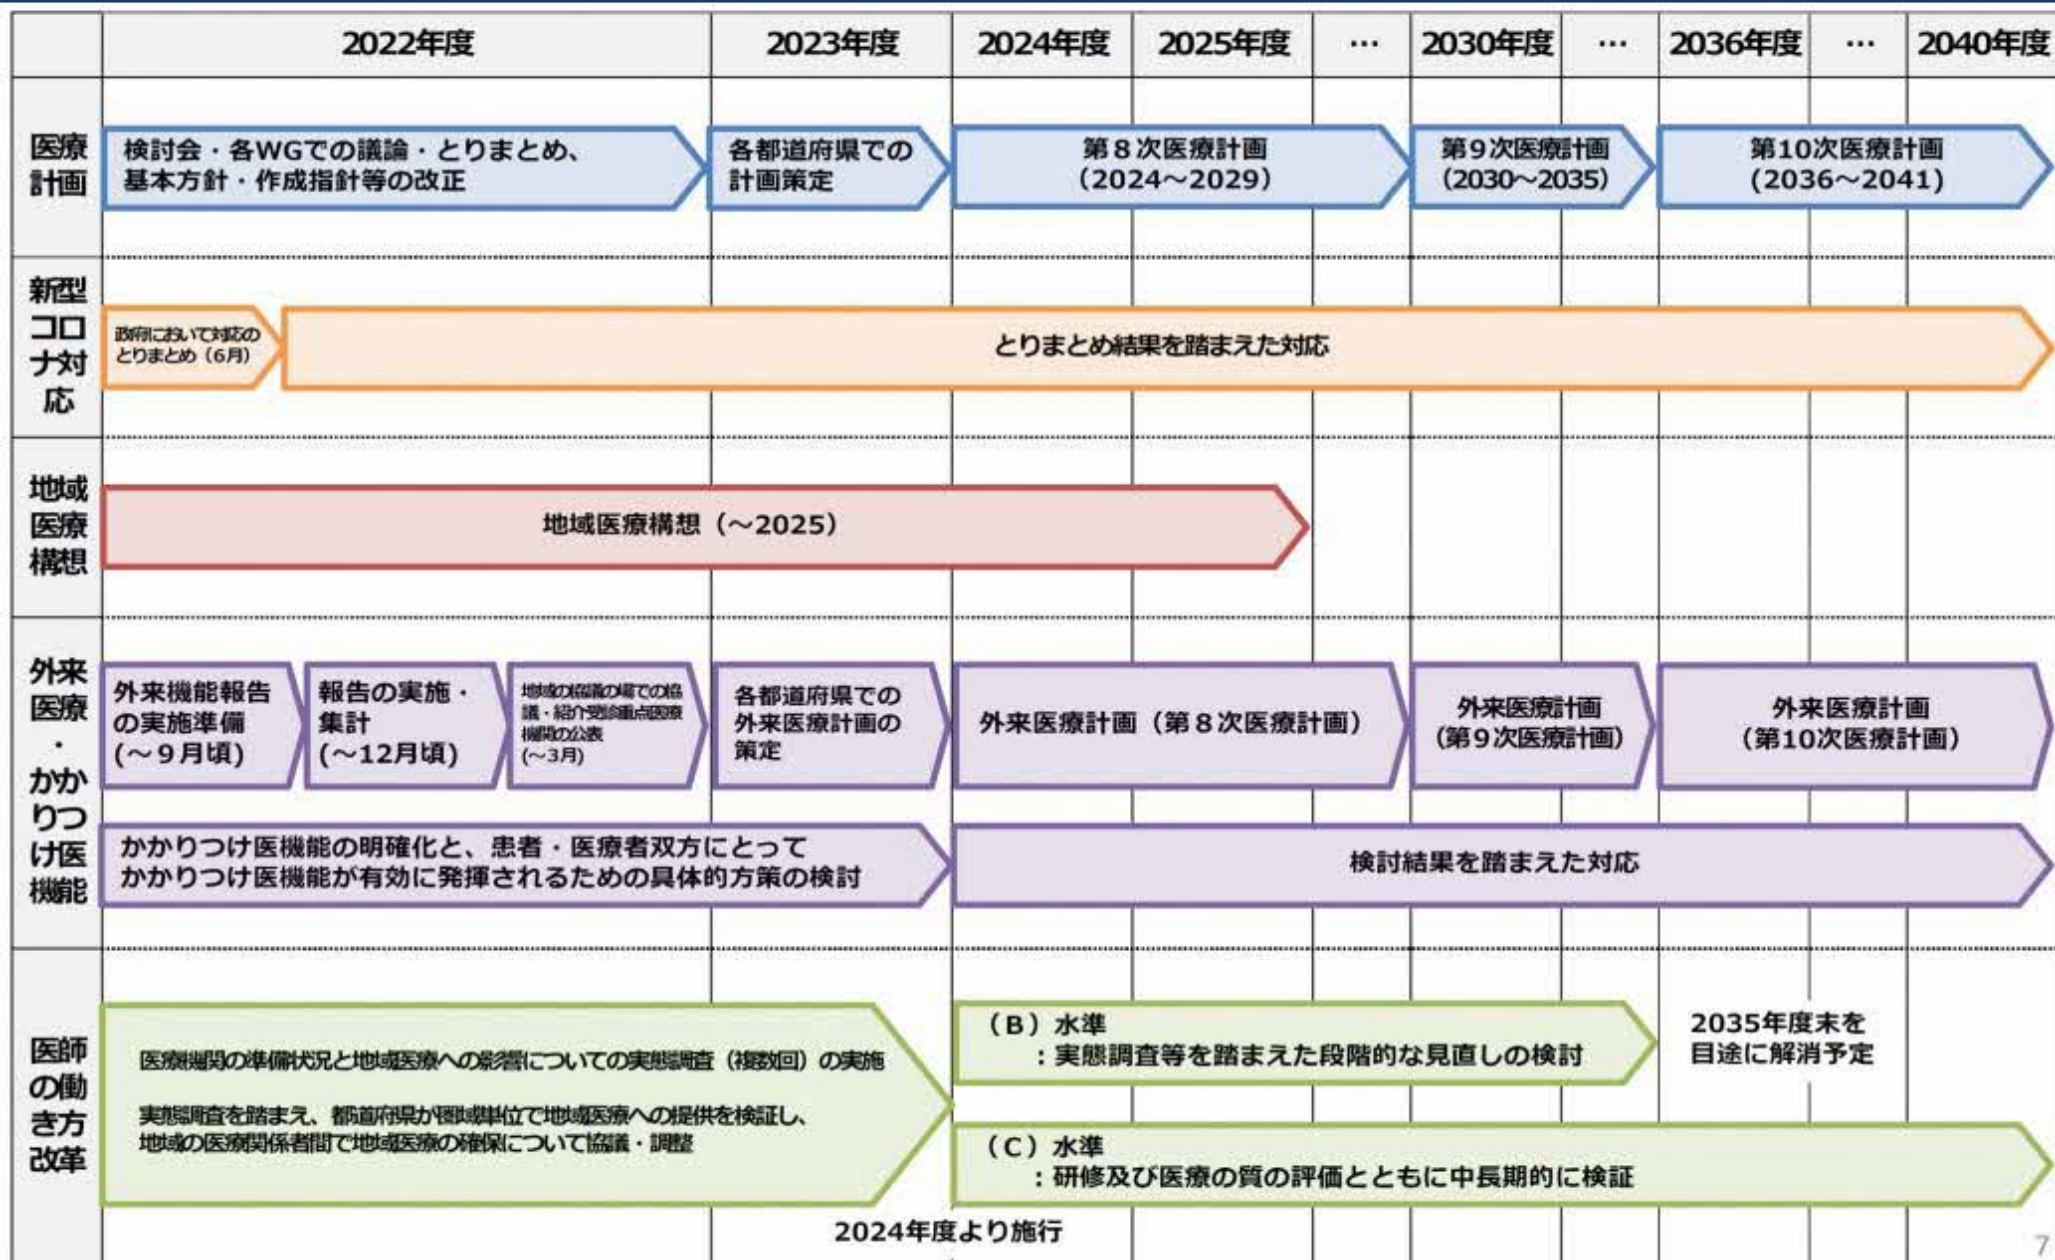 2022年度
2023年度
2024年度
2025年度
…
2030年度
…
2036年度
…
2040年度
医療
計画
検討会・各WGでの議論・とりまとめ、
基本方針・作成指針等の改正
各都道府県での
計画策定
第８次医療計画
（2024～2029）
第９次医療計画
（2030～2035）
第10次医療計画
(2036～2041)
新型
コロ
ナ対
応
政府において対応の
とりまとめ（6月）
とりまとめ結果を踏まえた対応
地域
医療
構想
地域医療構想（～2025）
外来
医療
・
かか
りつ
け医
機能
外来機能報告
の実施準備
(～９月頃)
報告の実施・
集計
(～12月頃)
地域の協議の場での協
議・紹介受診重点医療
機関の公表
(～3月)
各都道府県での
外来医療計画の
策定
外来医療計画（第８次医療計画）
外来医療計画
（第９次医療計画）
外来医療計画
（第10次医療計画）
かかりつけ医機能の明確化と、患者・医療者双方にとって
かかりつけ医機能が有効に発揮されるための具体的方策の検討
検討結果を踏まえた対応
医師
の働
き方
改革
医療機関の準備状況と地域医療への影響についての実態調査（複数回）の実施
実態調査を踏まえ、都道府県が圏域単位で地域医療への提供を検証し、
地域の医療関係者間で地域医療の確保について協議・調整
（Ｂ）水準
：実態調査等を踏まえた段階的な見直しの検討
2035年度末を
目途に解消予定
（Ｃ）水準
：研修及び医療の質の評価とともに中長期的に検証
2024年度より施行
7